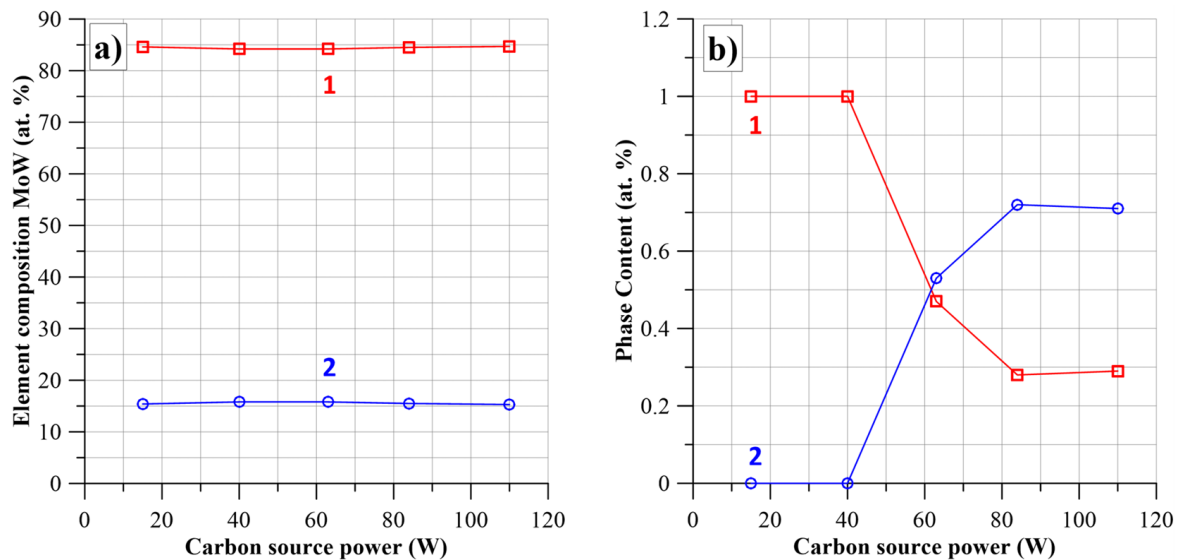 a)
Element composition MoW (at. %)
90
80
70
60
50
40
30
20
10
0
1
2
0 20 40 60 80 100 120
Carbon source power (W)
b)
Phase Content (at. %)
1.2
1
0.8
0.6
0.4
0.2
0
1
2
0 20 40 60 80 100 120
Carbon source power (W)